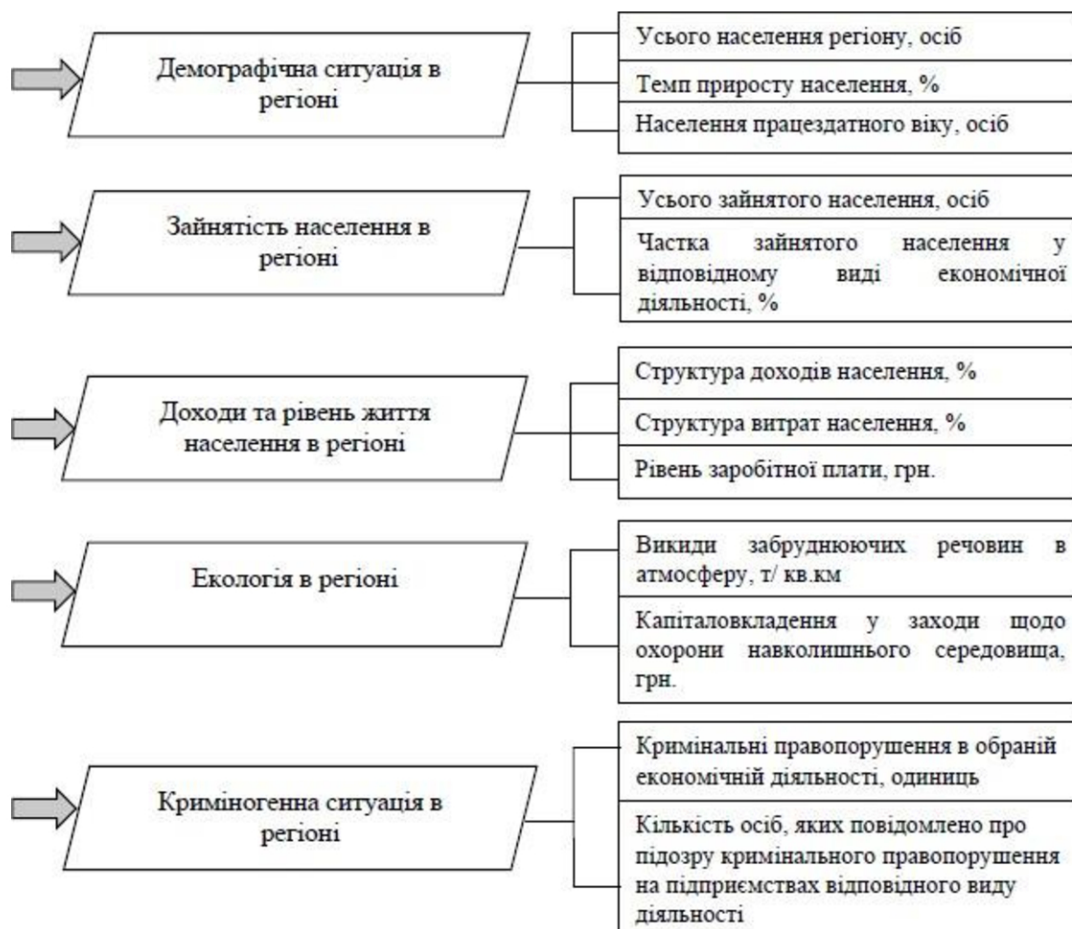 Демографічна ситуація в
регіоні
Усього населення регіону, осіб
Темп приросту населення, %
Населення працездатного віку, осіб
Зайнятість населення в
регіоні
Усього зайнятого населення, осіб
Частка зайнятого населення у
відповідному виді економічної
діяльності, %
Доходи та рівень життя
населення в регіоні
Структура доходів населення, %
Структура витрат населення, %
Рівень заробітної плати, грн.
Екологія в регіоні
Викиди забруднюючих речовин в
атмосферу, т/ кв.км
Капіталовкладення у заходи щодо
охорони навколишнього середовища,
грн.
Криміногенна ситуація в
регіоні
Кримінальні правопорушення в обраній
економічній діяльності, одиниць
Кількість осіб, яких повідомлено про
підозру кримінального правопорушення
на підприємствах відповідного виду
діяльності